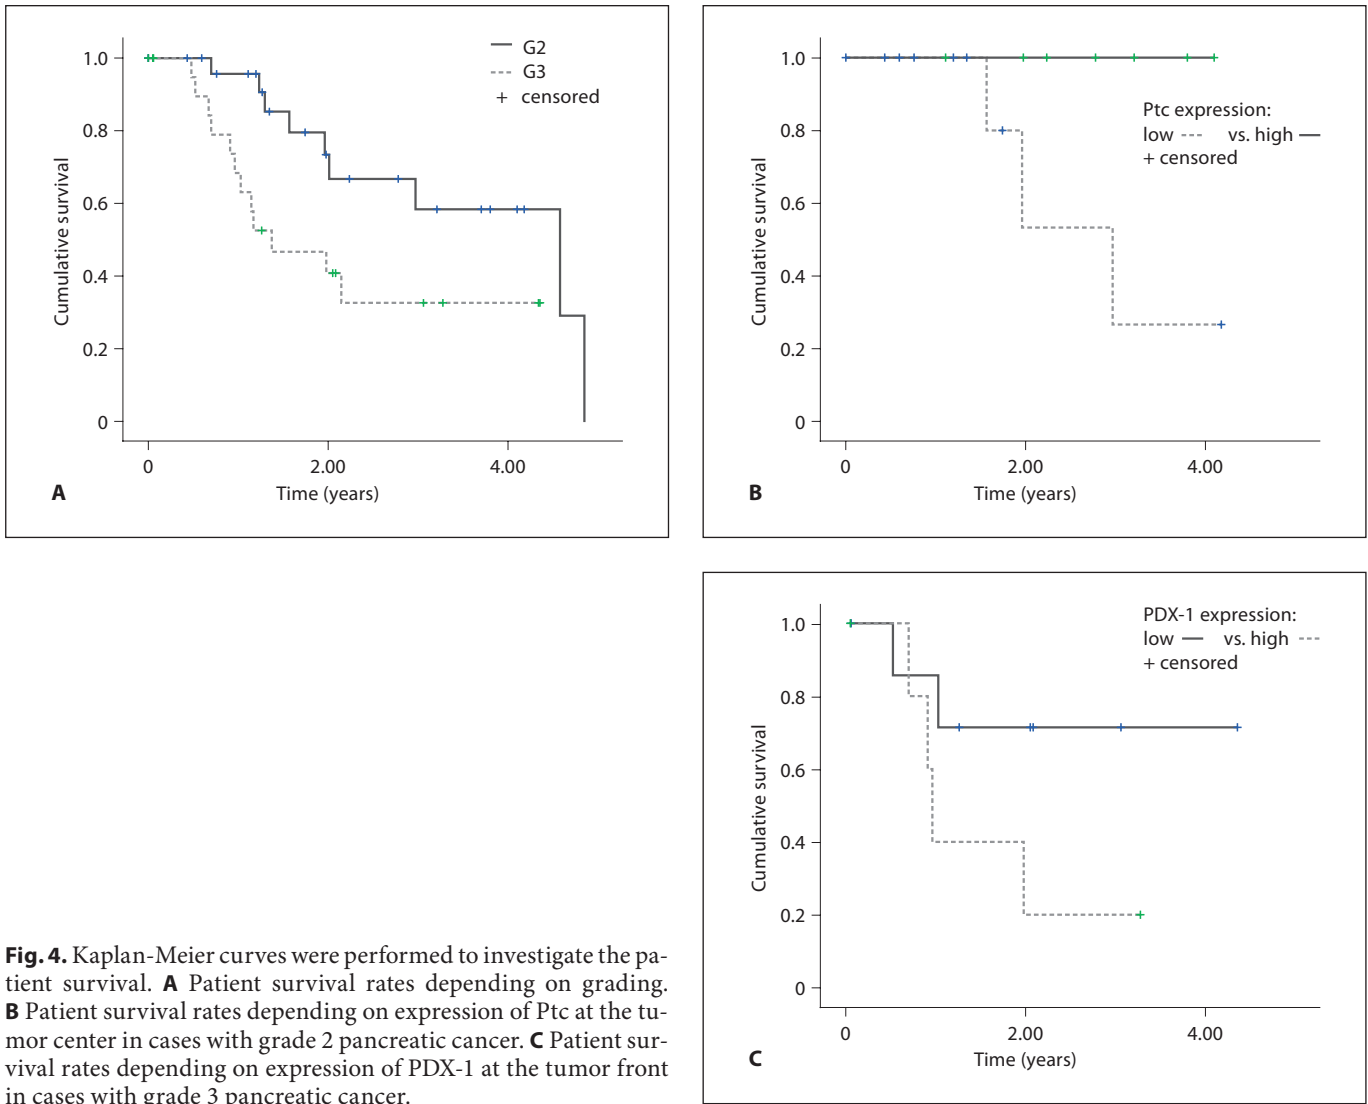 1.0
0.8
0.6
0.4
0.2
0
Cumulative survival
G2
G3
+ censored
0
2.00
4.00
Time (years)
A
1.0
0.8
0.6
0.4
0.2
0
Cumulative survival
Ptc expression:
low vs. high
+ censored
0
2.00
4.00
Time (years)
B
1.0
0.8
0.6
0.4
0.2
0
Cumulative survival
PDX-1 expression:
low vs. high
+ censored
0
2.00
4.00
Time (years)
C
Fig. 4. Kaplan-Meier curves were performed to investigate the pa-
tient survival. A Patient survival rates depending on grading.
B Patient survival rates depending on expression of Ptc at the tu-
mor center in cases with grade 2 pancreatic cancer. C Patient sur-
vival rates depending on expression of PDX-1 at the tumor front
in cases with grade 3 pancreatic cancer.